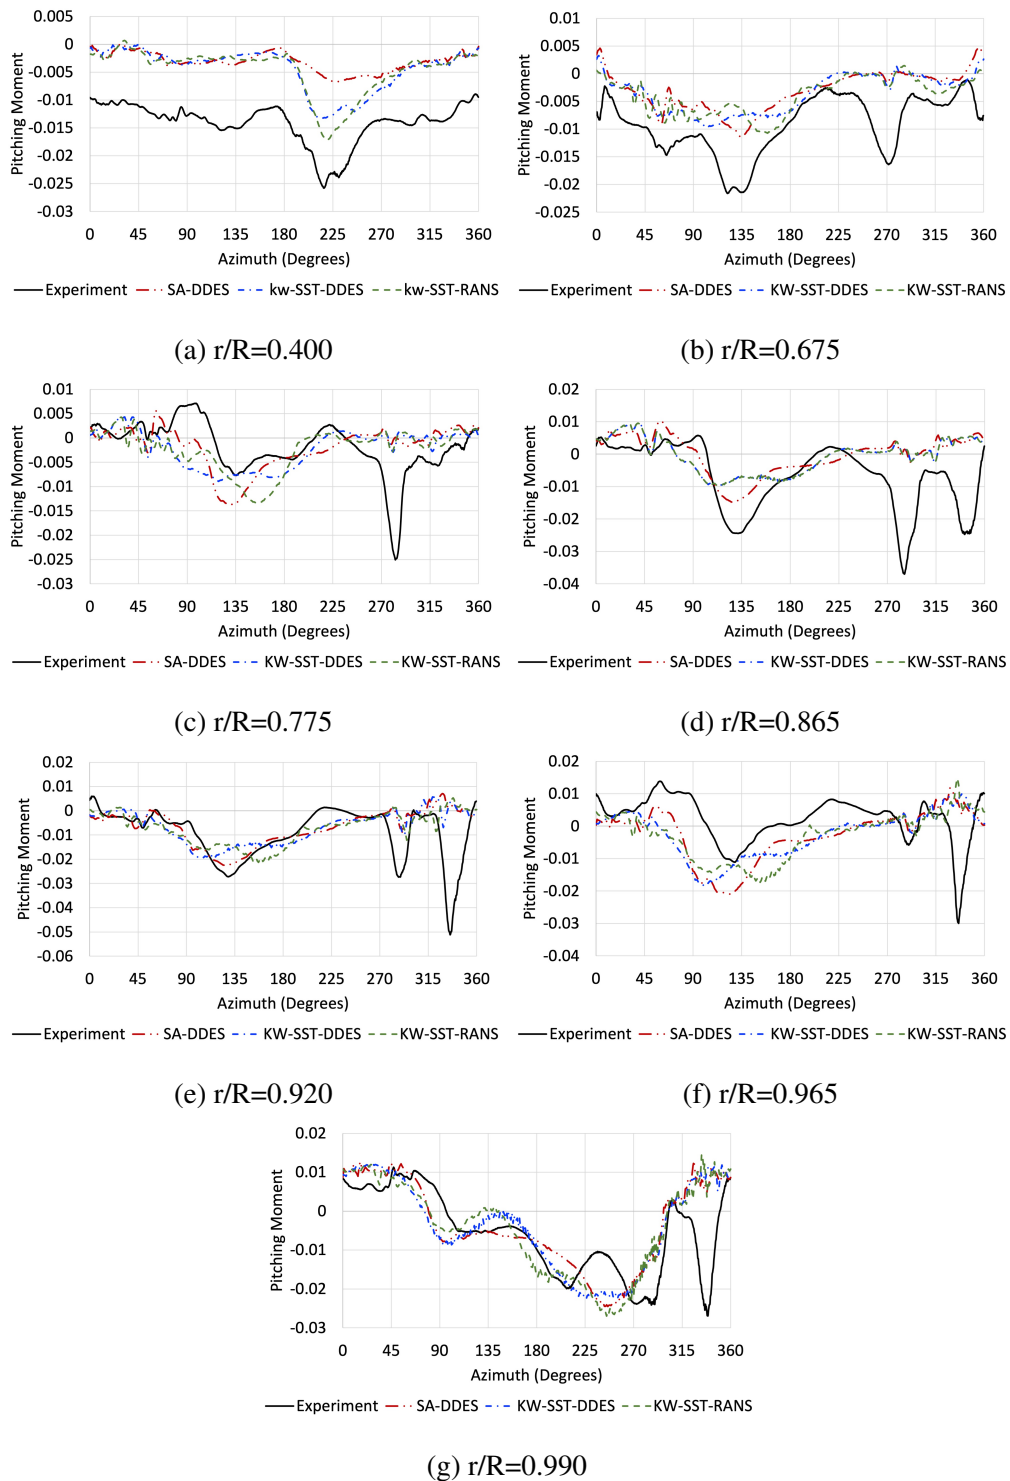 0.005
0
-0.005
-0.01
-0.015
-0.02
-0.025
-0.03
Pitching Moment
0 45 90 135 180 225 270 315 360
Azimuth (Degrees)
Experiment SA-DDES kw-SST-DDES kw-SST-RANS
(a) r/R=0.400
0.01
0.005
0
-0.005
-0.01
-0.015
-0.02
-0.025
Pitching Moment
0 45 90 135 180 225 270 315 360
Azimuth (Degrees)
Experiment SA-DDES KW-SST-DDES KW-SST-RANS
(b) r/R=0.675
0.01
0.005
0
-0.005
-0.01
-0.015
-0.02
-0.025
-0.03
Pitching Moment
0 45 90 135 180 225 270 315 360
Azimuth (Degrees)
Experiment SA-DDES KW-SST-DDES KW-SST-RANS
(c) r/R=0.775
0.02
0.01
0
-0.01
-0.02
-0.03
-0.04
Pitching Moment
0 45 90 135 180 225 270 315 360
Azimuth (Degrees)
Experiment SA-DDES KW-SST-DDES KW-SST-RANS
(d) r/R=0.865
0.02
0.01
0
-0.01
-0.02
-0.03
-0.04
-0.05
-0.06
Pitching Moment
0 45 90 135 180 225 270 315 360
Azimuth (Degrees)
Experiment SA-DDES KW-SST-DDES KW-SST-RANS
(e) r/R=0.920
0.02
0.01
0
-0.01
-0.02
-0.03
-0.04
Pitching Moment
0 45 90 135 180 225 270 315 360
Azimuth (Degrees)
Experiment SA-DDES KW-SST-DDES KW-SST-RANS
(f) r/R=0.965
0.02
0.01
0
-0.01
-0.02
-0.03
Pitching Moment
0 45 90 135 180 225 270 315 360
Azimuth (Degrees)
Experiment SA-DDES KW-SST-DDES KW-SST-RANS
(g) r/R=0.990